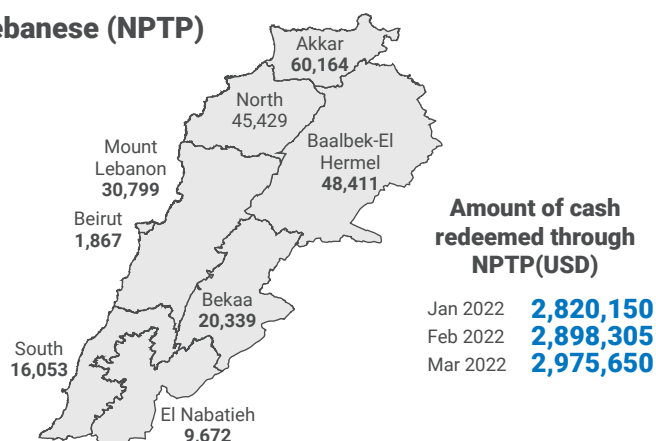 ebanese (NPTP)
Akkar
60,164
North
45,429
Baalbek-El
Hermel
48,411
Mount
Lebanon
30,799
Beirut
1,867
Bekaa
20,339
South
16,053
El Nabatieh
9,672
Amount of cash
redeemed through
NPTP(USD)
Jan 2022 2,820,150
Feb 2022 2,898,305
Mar 2022 2,975,650